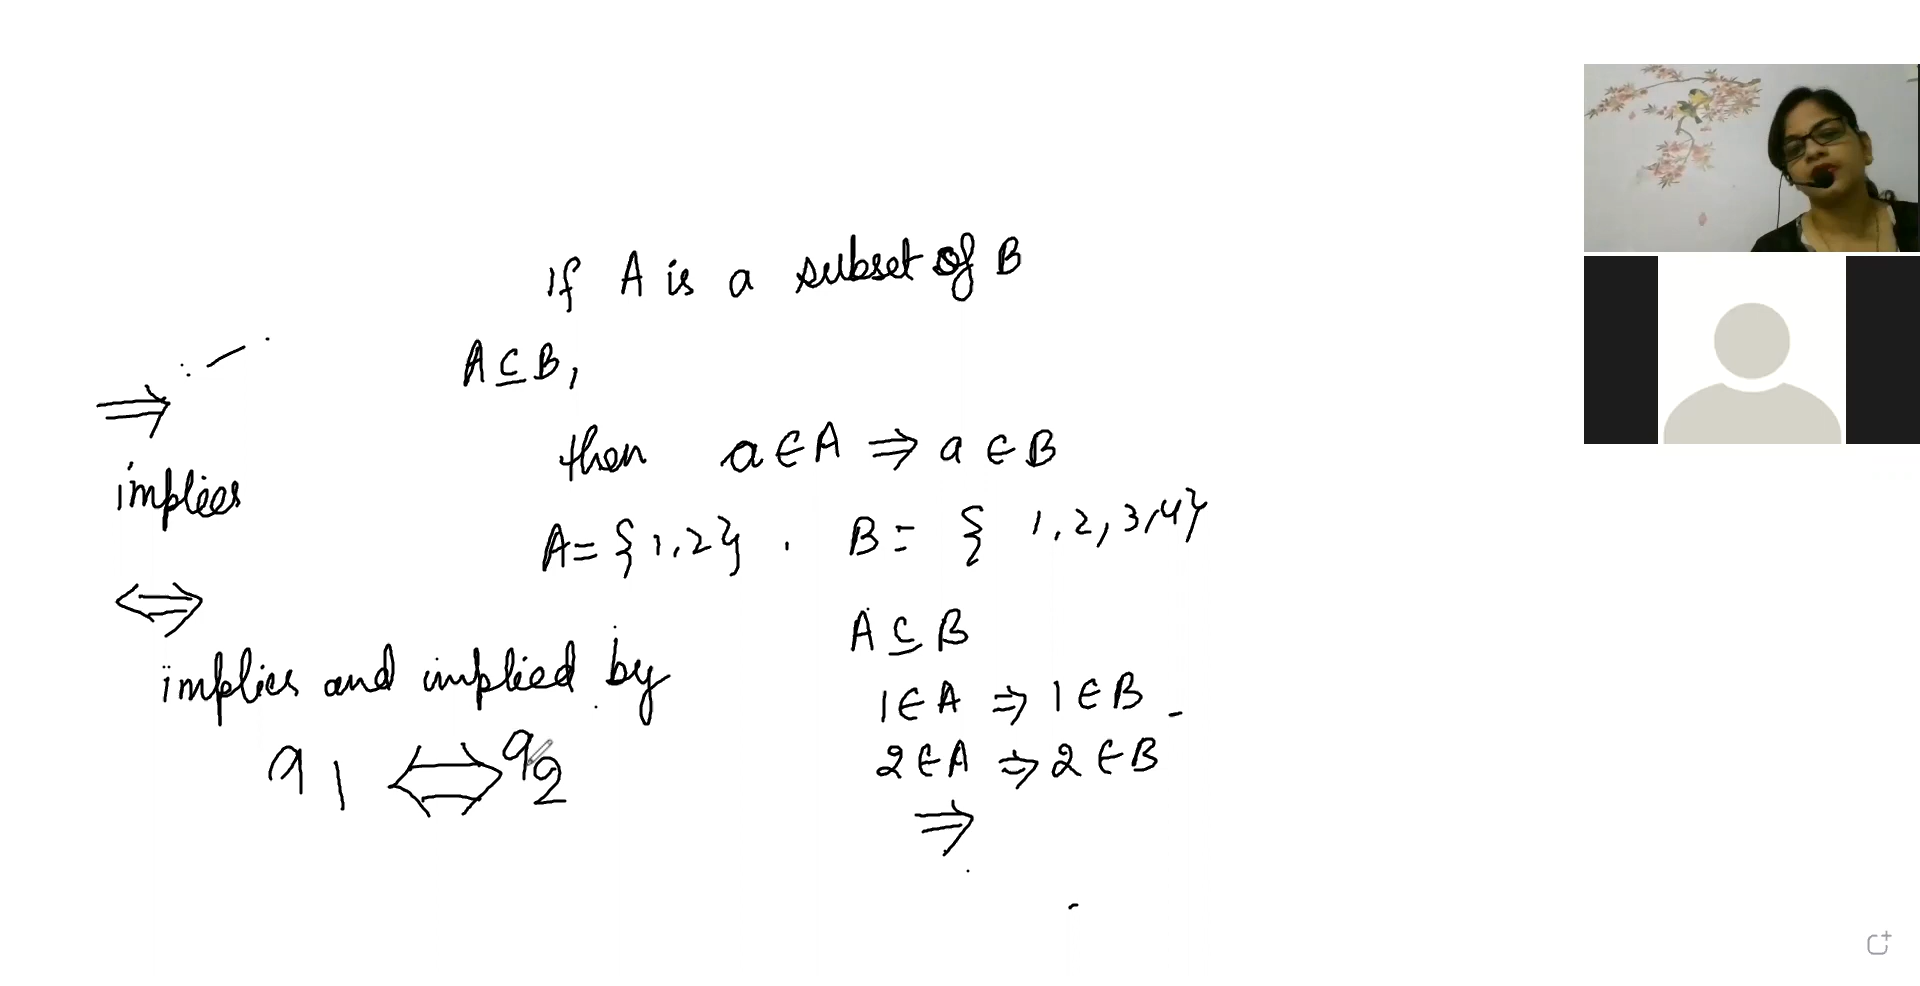 If A is a subset of B
A ⊆ B,
then a ∈ A ⇒ a ∈ B
A = {1, 2} . B = { 1, 2, 3, 4}
⇒
implies
⇔
implies and implied by
A ⊆ B
1 ∈ A ⇒ 1 ∈ B
2 ∈ A ⇒ 2 ∈ B
⇒
q1 ⇔ q2